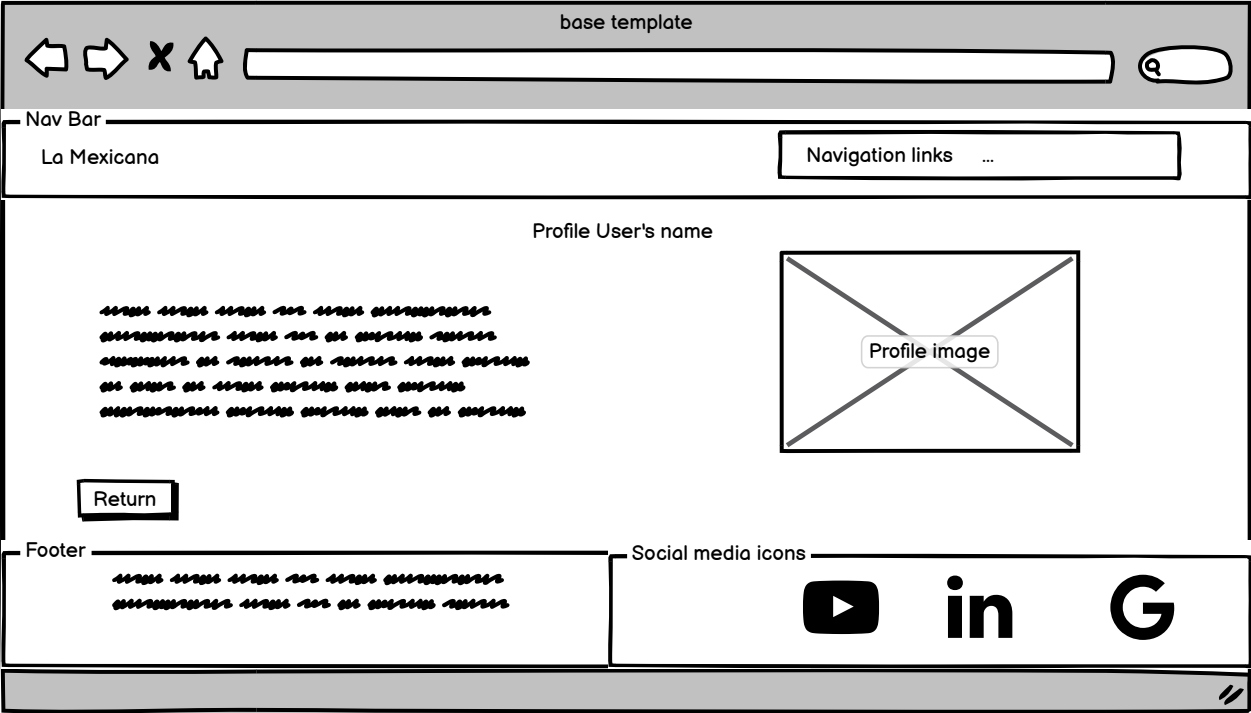 base template
Nav Bar
La Mexicana
Navigation links ...
Profile User's name
Profile image
Return
Footer
Social media icons
in
G